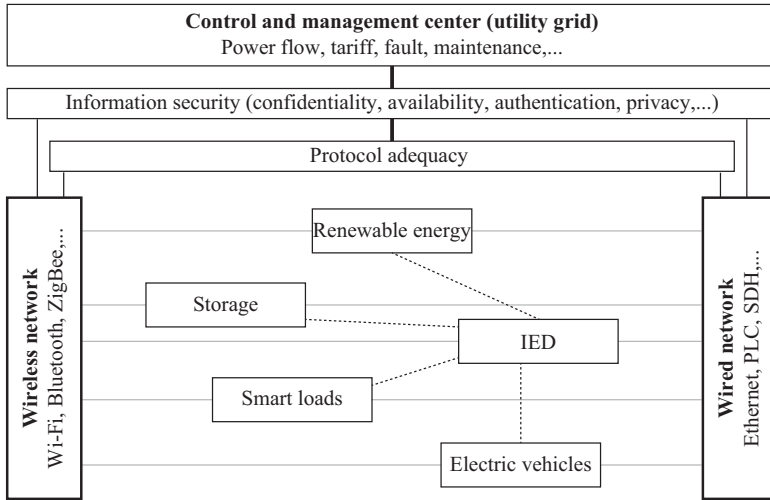 Control and management center (utility grid)
Power flow, tariff, fault, maintenance,...
Information security (confidentiality, availability, authentication, privacy,...)
Protocol adequacy
Wireless network
Wi-Fi, Bluetooth, ZigBee,...
Renewable energy
Storage
IED
Smart loads
Electric vehicles
Wired network
Ethernet, PLC, SDH,...